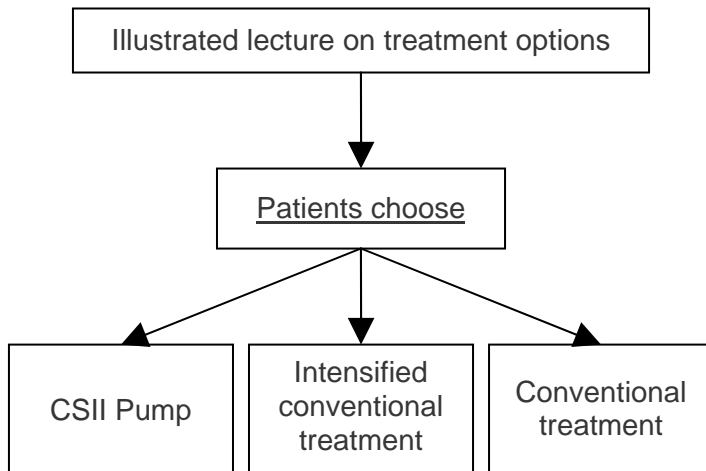 Illustrated lecture on treatment options
Patients choose
CSII Pump
Intensified
conventional
treatment
Conventional
treatment